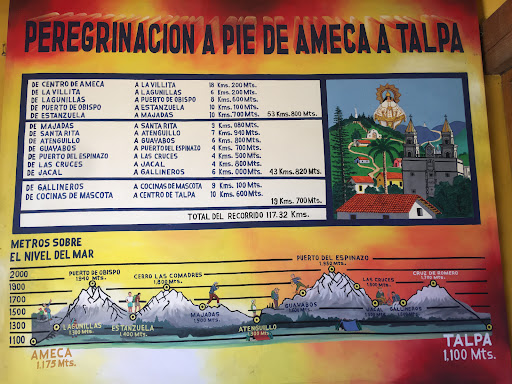 PEREGRINACION A PIE DE AMECA A TALPA
DE CENTRO DE AMECA A LA VILLITA 18 Kms. 200 Mts.
DE LA VILLITA A LAGUNILLAS 6 Kms. 200 Mts.
DE LAGUNILLAS A PUERTO DE OBISPO 8 Kms. 600 Mts.
DE PUERTO DE OBISPO A ESTANZUELA 10 Kms. 100 Mts.
DE ESTANZUELA A MAJADAS 10 Kms. 700 Mts. 53 Kms. 800 Mts.
DE MAJADAS A SANTA RITA Kms. 080 Mts.
DE SANTA RITA A ATENGUILLO 7 Kms. 940 Mts.
DE ATENGUILLO A GUAYABOS 6 Kms. 800 Mts.
DE GUAYABOS A PUERTO DEL ESPINAZO 4 Kms. 700 Mts.
DE PUERTO DEL ESPINAZO A LAS CRUCES 4 Kms. 500 Mts.
DE LAS CRUCES A JACAL 4 Kms. 800 Mts.
DE JACAL A GALLINEROS 6 Kms. 000 Mts. 43 Kms. 820 Mts.
DE GALLINEROS A COCINAS DE MASCOTA 9 Kms. 100 Mts.
DE COCINAS DE MASCOTA A CENTRO DE TALPA 10 Kms. 600 Mts.
19 Kms. 700 Mts.
TOTAL DEL RECORRIDO 117.32 Kms.
METROS SOBRE
EL NIVEL DEL MAR
PUERTO DEL ESPINAZO
PUERTO DE OBISPO
CERRO LAS COMADRES
1,800 Mts.
CRUZ DE ROMERO
2000
1900
1700
1500
1300
1100
LAS CRUCES
GUAYABOS
MAJADAS
JACAL
GALLINEROS
LAGUNILLAS
ESTANZUELA
ATENGUILLO
AMECA
1.175 Mts.
TALPA
1.100 Mts.